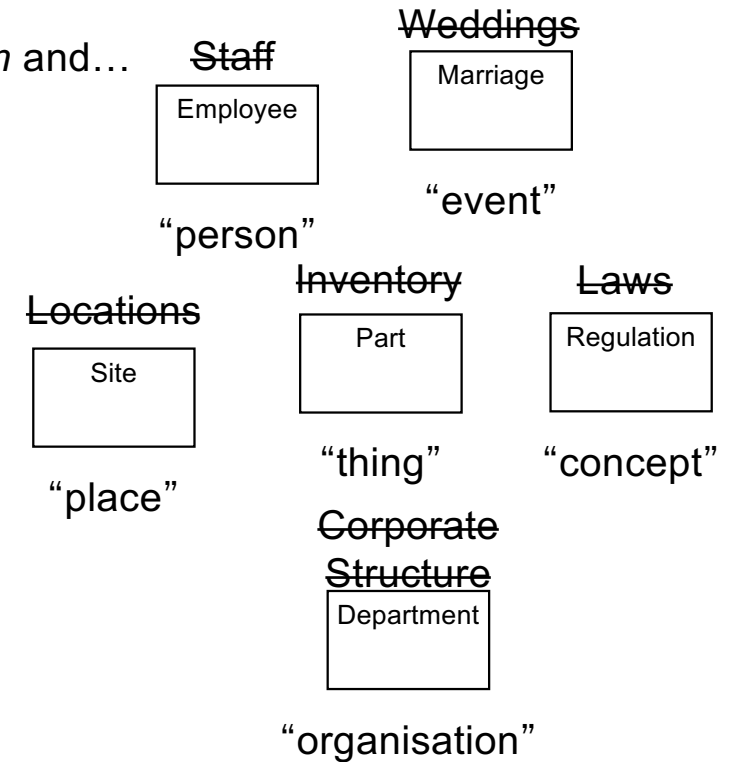 and…
Staff
Employee
“person”
Weddings
Marriage
“event”
Locations
Site
“place”
Inventory
Part
“thing”
Laws
Regulation
“concept”
Corporate
Structure
Department
“organisation”